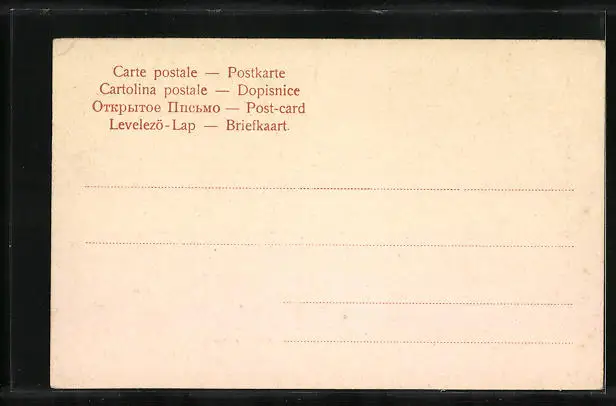 Carte postale — Postkarte
Cartolina postale — Dopisnice
Открытое Письмо — Post-card
Levelezö-Lap — Briefkaart.